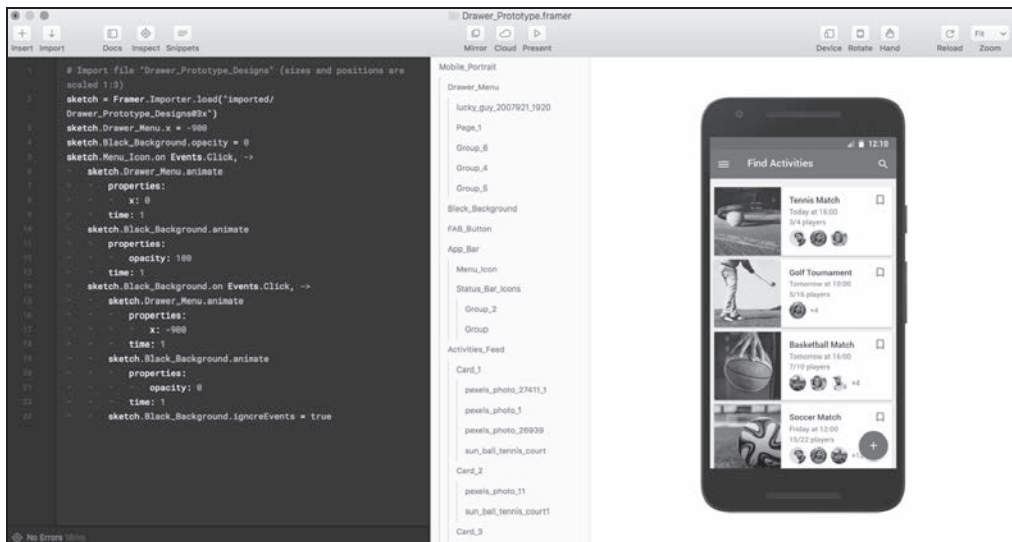 Drawer_Prototype.framer
Insert Import Docs Inspect Snippets Mirror Cloud Present Device Rotate Hand Reload Zoom
Fit
# Import file "Drawer_Prototype_Designs" (sizes and positions are
scaled 1:3)
sketch = Framer.Importer.load("imported/
Drawer_Prototype_Designs@3x")
sketch.Drawer_Menu.x = -900
sketch.Black_Background.opacity = 0
sketch.Menu_Icon.on Events.Click, ->
sketch.Drawer_Menu.animate
properties:
x: 0
time: 1
sketch.Black_Background.animate
properties:
opacity: 100
time: 1
sketch.Black_Background.on Events.Click, ->
sketch.Drawer_Menu.animate
properties:
x: -900
time: 1
sketch.Black_Background.animate
properties:
opacity: 0
time: 1
sketch.Black_Background.ignoreEvents = true
No Errors
Mobile_Portrait
Drawer_Menu
lucky_guy_2007921_1920
Page_1
Group_6
Group_4
Group_5
Black_Background
FAB_Button
App_Bar
Menu_Icon
Status_Bar_Icons
Group_2
Group
Activities_Feed
Card_1
pexels_photo_27411_1
pexels_photo_1
pexels_photo_26939
sun_ball_tennis_court
Card_2
pexels_photo_11
sun_ball_tennis_court1
Card_3
12:10
Find Activities
Tennis Match
Today at 16:00
3/4 players
Golf Tournament
Tomorrow at 10:00
5/16 players
+4
Basketball Match
Tomorrow at 16:00
7/10 players
+4
Soccer Match
Friday at 12:00
15/22 players
+